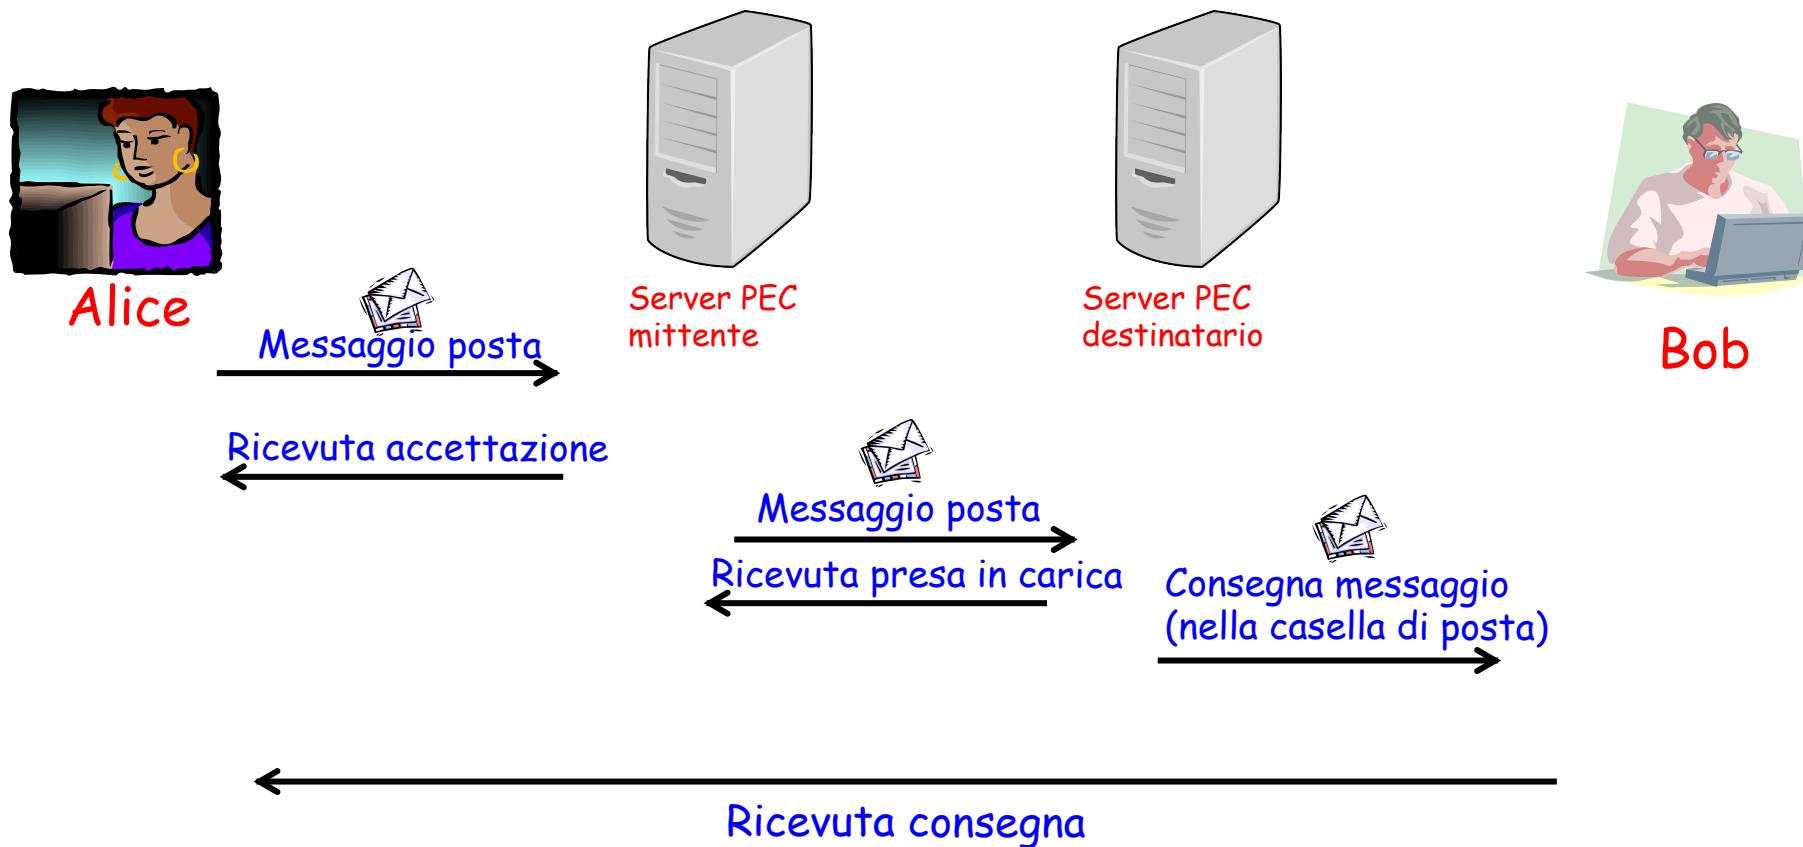 Alice
Server PEC
mittente
Server PEC
destinatario
Bob
Messaggio posta
Ricevuta accettazione
Messaggio posta
Ricevuta presa in carica
Consegna messaggio
(nella casella di posta)
Ricevuta consegna